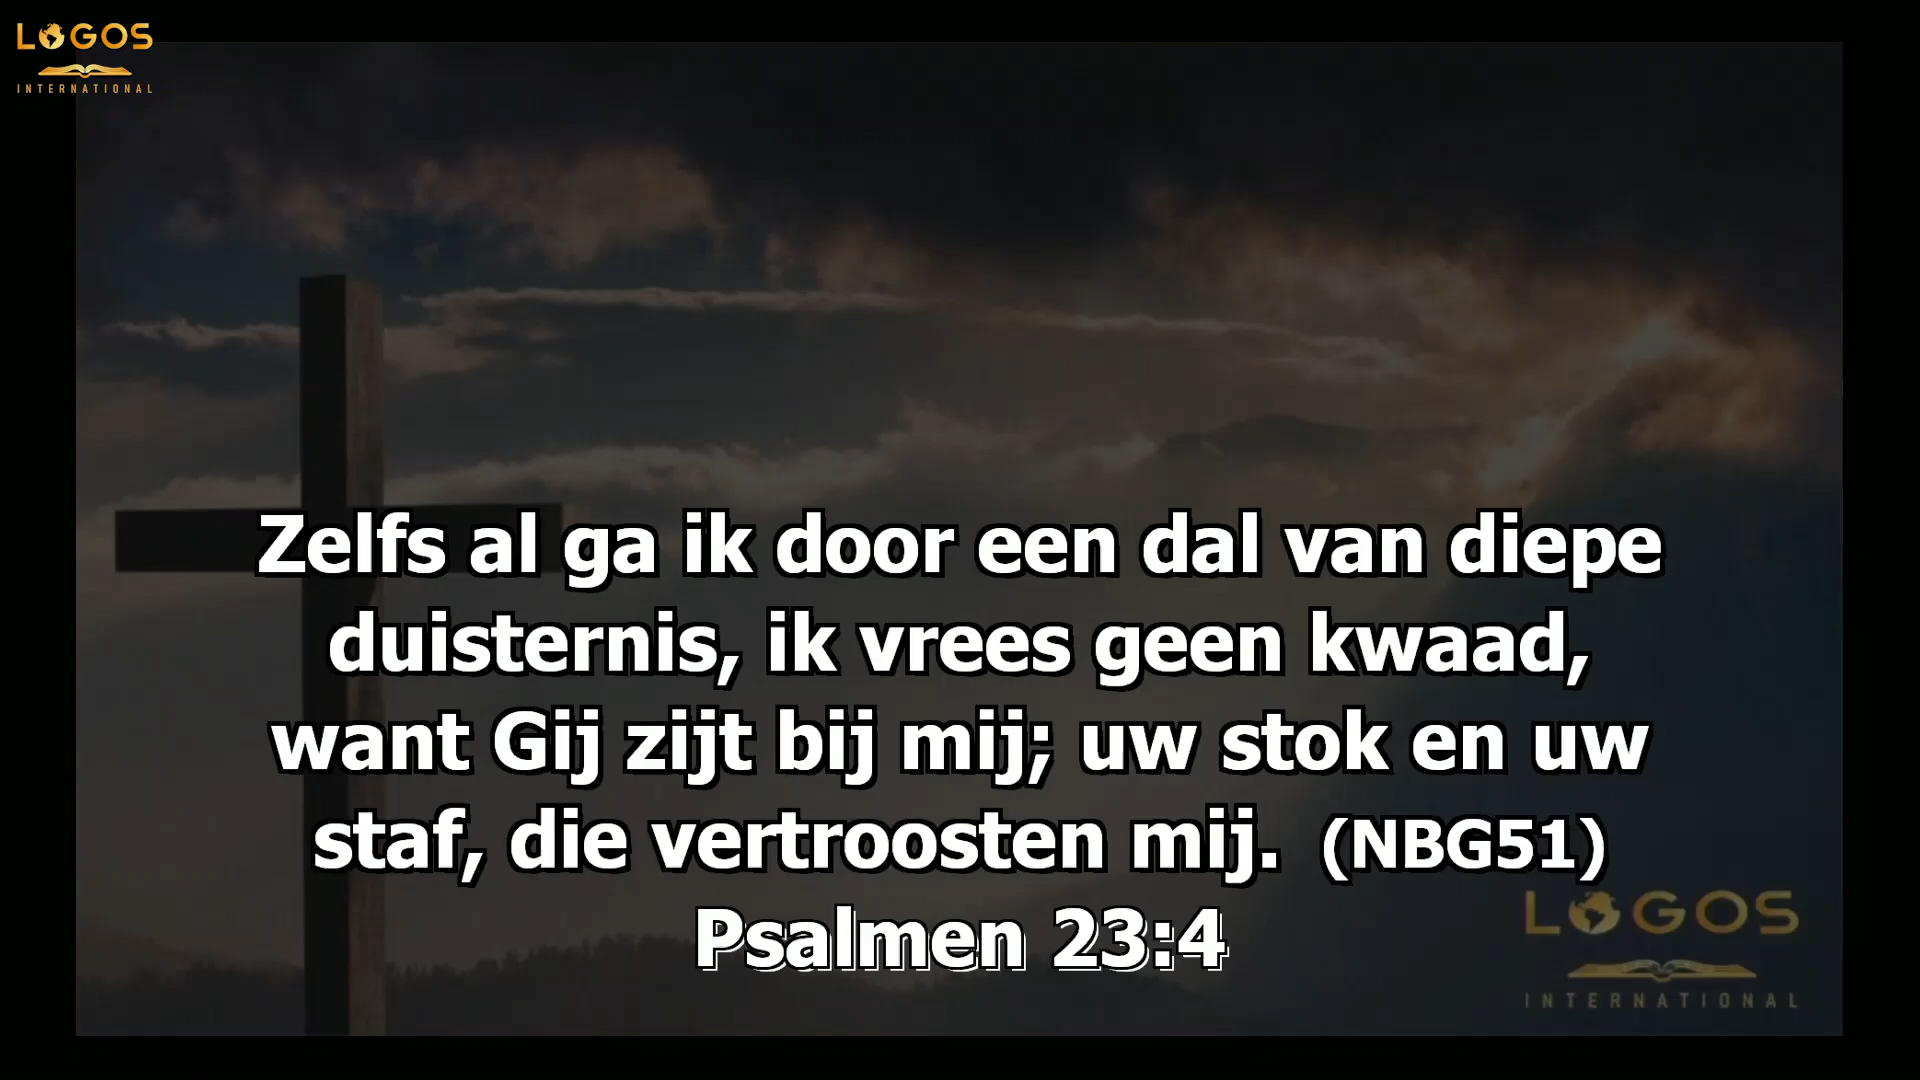 LOGOS
INTERNATIONAL
Zelfs al ga ik door een dal van diepe
duisternis, ik vrees geen kwaad,
want Gij zijt bij mij; uw stok en uw
staf, die vertroosten mij. (NBG51)
Psalmen 23:4
LOGOS
INTERNATIONAL